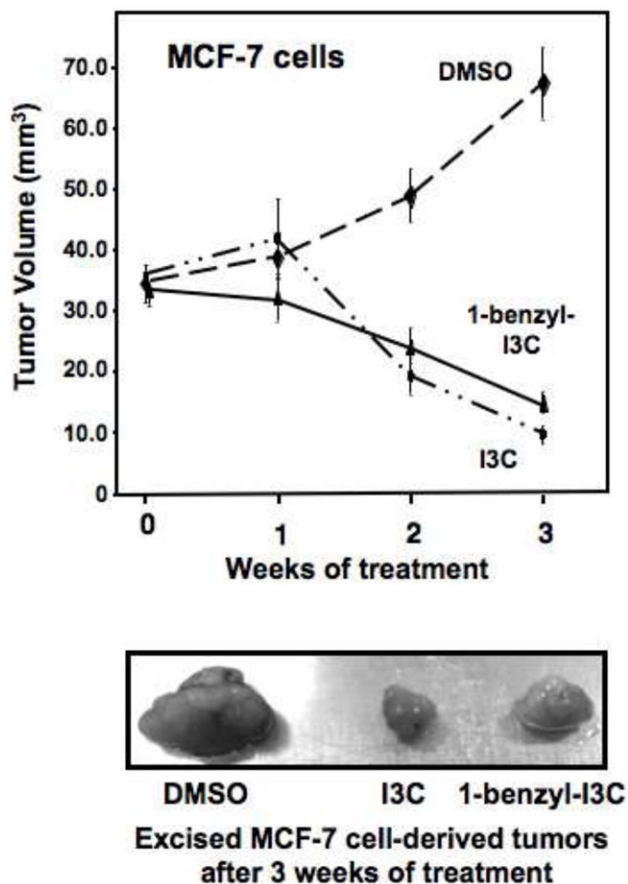 MCF-7 cells
DMSO
1-benzyl-
I3C
I3C
Tumor Volume (mm³)
70.0
60.0
50.0
40.0
30.0
20.0
10.0
0
0 1 2 3
Weeks of treatment
DMSO I3C 1-benzyl-I3C
Excised MCF-7 cell-derived tumors
after 3 weeks of treatment